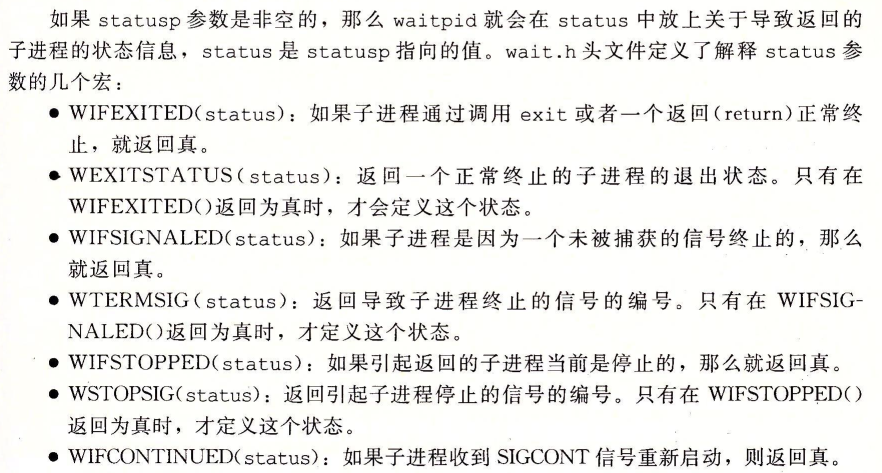 如果 statusp 参数是非空的，那么 waitpid 就会在 status 中放上关于导致返回的
子进程的状态信息，status 是 statusp 指向的值。wait.h 头文件定义了解释 status 参
数的几个宏：
● WIFEXITED(status)：如果子进程通过调用 exit 或者一个返回(return)正常终
止，就返回真。
● WEXITSTATUS(status)：返回一个正常终止的子进程的退出状态。只有在
WIFEXITED()返回为真时，才会定义这个状态。
● WIFSIGNALED(status)：如果子进程是因为一个未被捕获的信号终止的，那么
就返回真。
● WTERMSIG(status)：返回导致子进程终止的信号的编号。只有在 WIFSIG-
NALED()返回为真时，才定义这个状态。
● WIFSTOPPED(status)：如果引起返回的子进程当前是停止的，那么就返回真。
● WSTOPSIG(status)：返回引起子进程停止的信号的编号。只有在 WIFSTOPPED()
返回为真时，才定义这个状态。
● WIFCONTINUED(status)：如果子进程收到 SIGCONT 信号重新启动，则返回真。